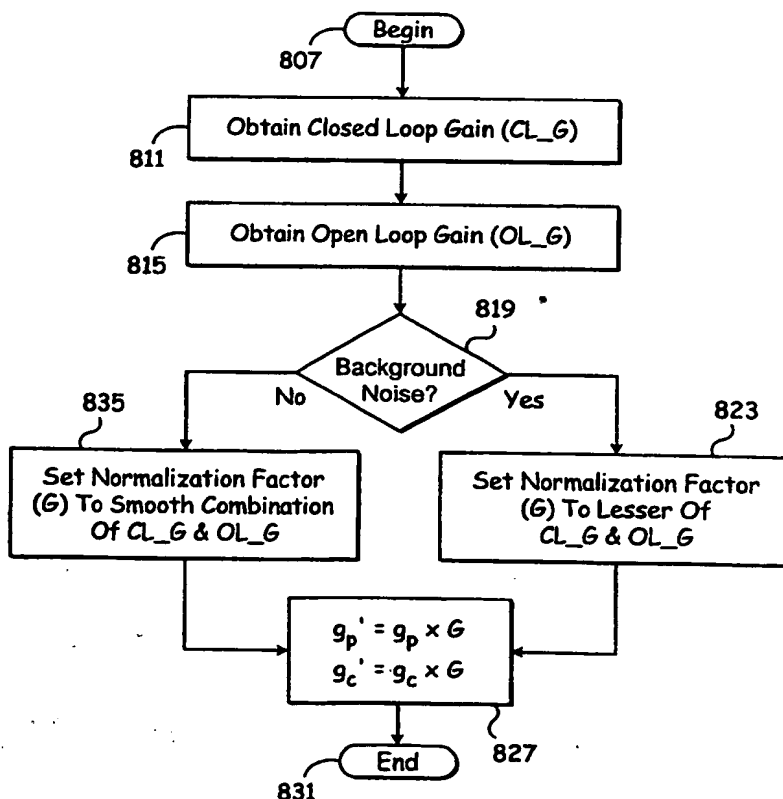 Begin
807
Obtain Closed Loop Gain (CL_G)
811
Obtain Open Loop Gain (OL_G)
815
819
Background
Noise?
No
Yes
835
Set Normalization Factor
(G) To Smooth Combination
Of CL_G & OL_G
823
Set Normalization Factor
(G) To Lesser Of
CL_G & OL_G
gp' = gp x G
gc' = gc x G
827
End
831